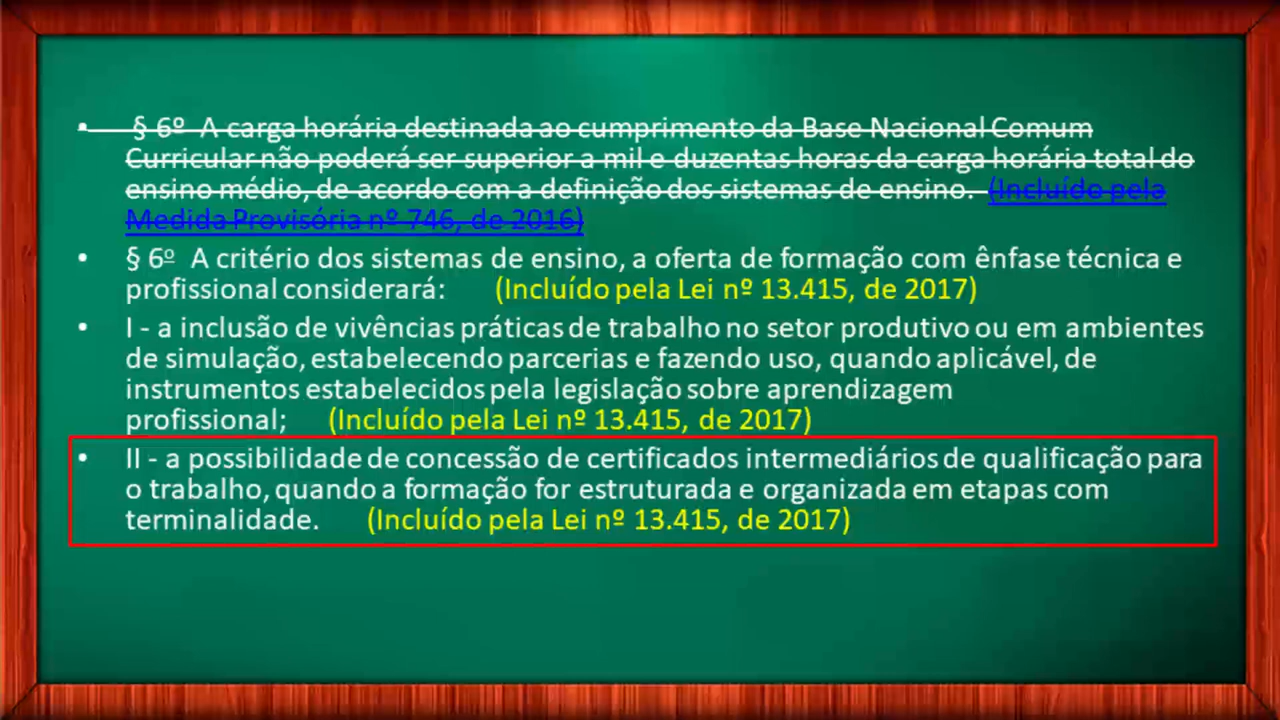 • § 6º A carga horária destinada ao cumprimento da Base Nacional Comum
Curricular não poderá ser superior a mil e duzentas horas da carga horária total do
ensino médio, de acordo com a definição dos sistemas de ensino. (Incluído pela
Medida Provisória nº 746, de 2016)
• § 6º A critério dos sistemas de ensino, a oferta de formação com ênfase técnica e
profissional considerará: (Incluído pela Lei nº 13.415, de 2017)
• I - a inclusão de vivências práticas de trabalho no setor produtivo ou em ambientes
de simulação, estabelecendo parcerias e fazendo uso, quando aplicável, de
instrumentos estabelecidos pela legislação sobre aprendizagem
profissional; (Incluído pela Lei nº 13.415, de 2017)
• II - a possibilidade de concessão de certificados intermediários de qualificação para
o trabalho, quando a formação for estruturada e organizada em etapas com
terminalidade. (Incluído pela Lei nº 13.415, de 2017)